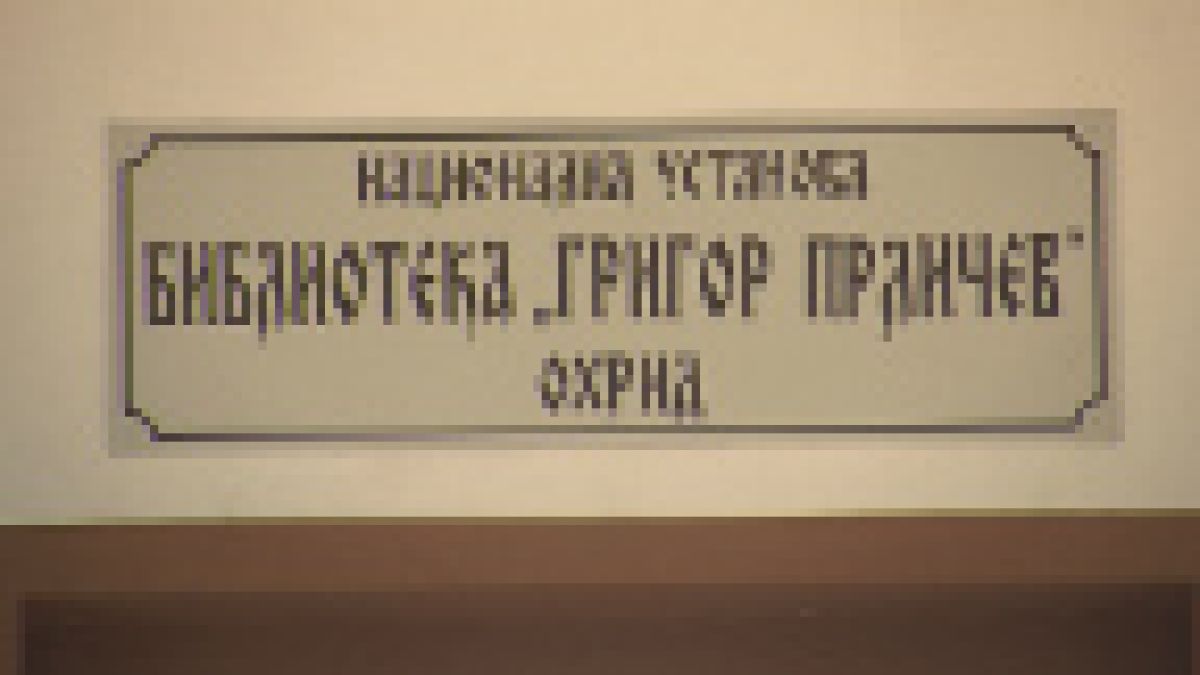 НАЦИОНАЛНА УСТАНОВА
БИБЛИОТЕКА „ГРИГОР ПРЛИЧЕВ"
ОХРИД